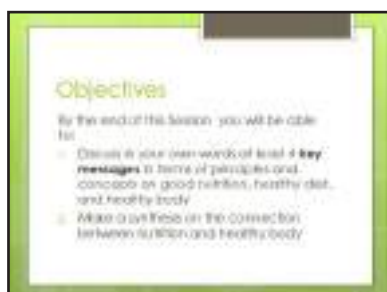 Objectives
By the end of this Session you will be able
to:
Discuss in your own words at least 4 key
messages in terms of principles and
concepts on good nutrition, healthy diet,
and healthy body
Make a synthesis on the connection
between nutrition and healthy body